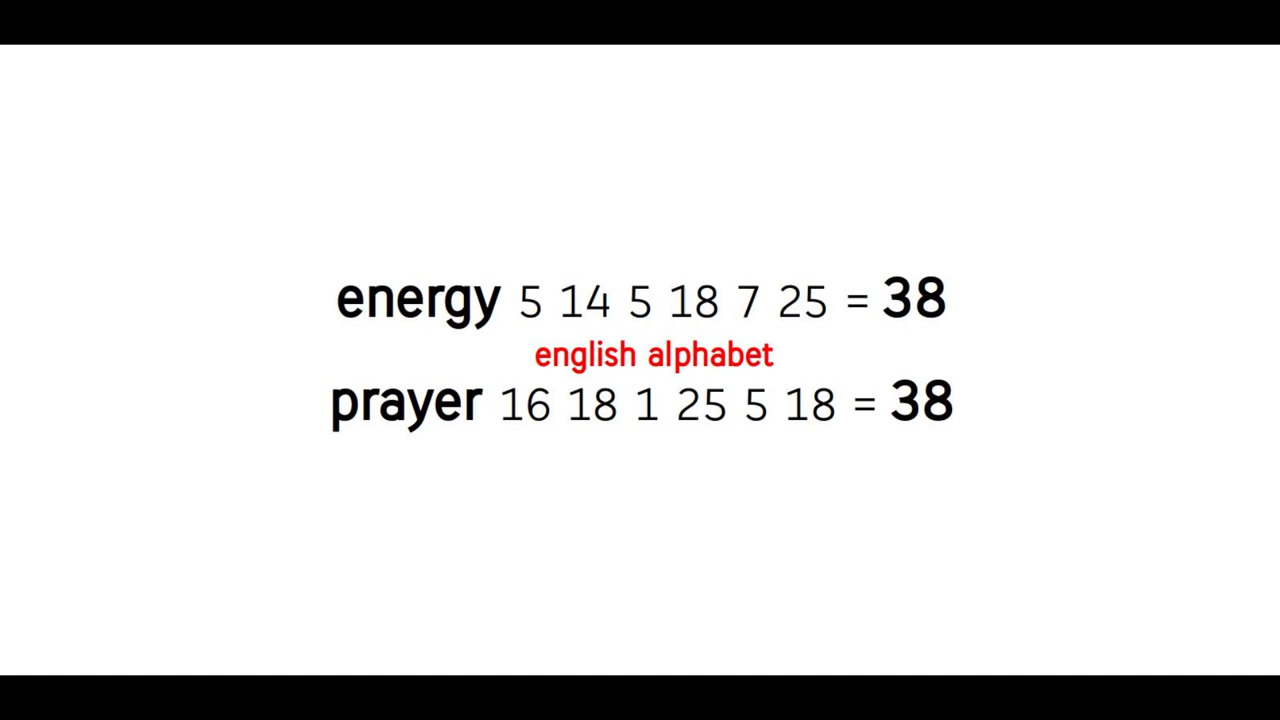 energy 5 14 5 18 7 25 = 38
english alphabet
prayer 16 18 1 25 5 18 = 38